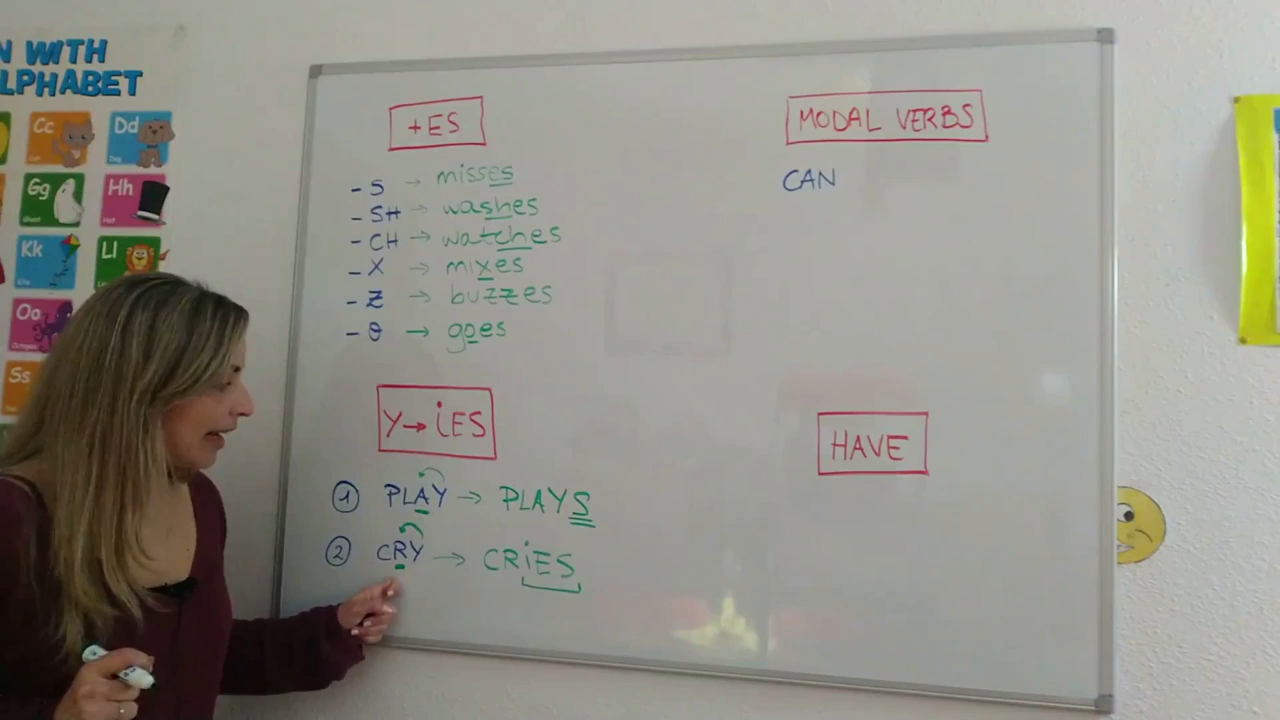 N WITH
LPHABET
Cc
Dd
Gg
Hh
Hat
Kk
Ll
Oo
Ss
+ES
-S → misses
-SH → washes
-CH → watches
-X → mixes
-Z → buzzes
-O → goes
Y→iES
1 PLAY → PLAYS
2 CRY → CRiES
MODAL VERBS
CAN
HAVE